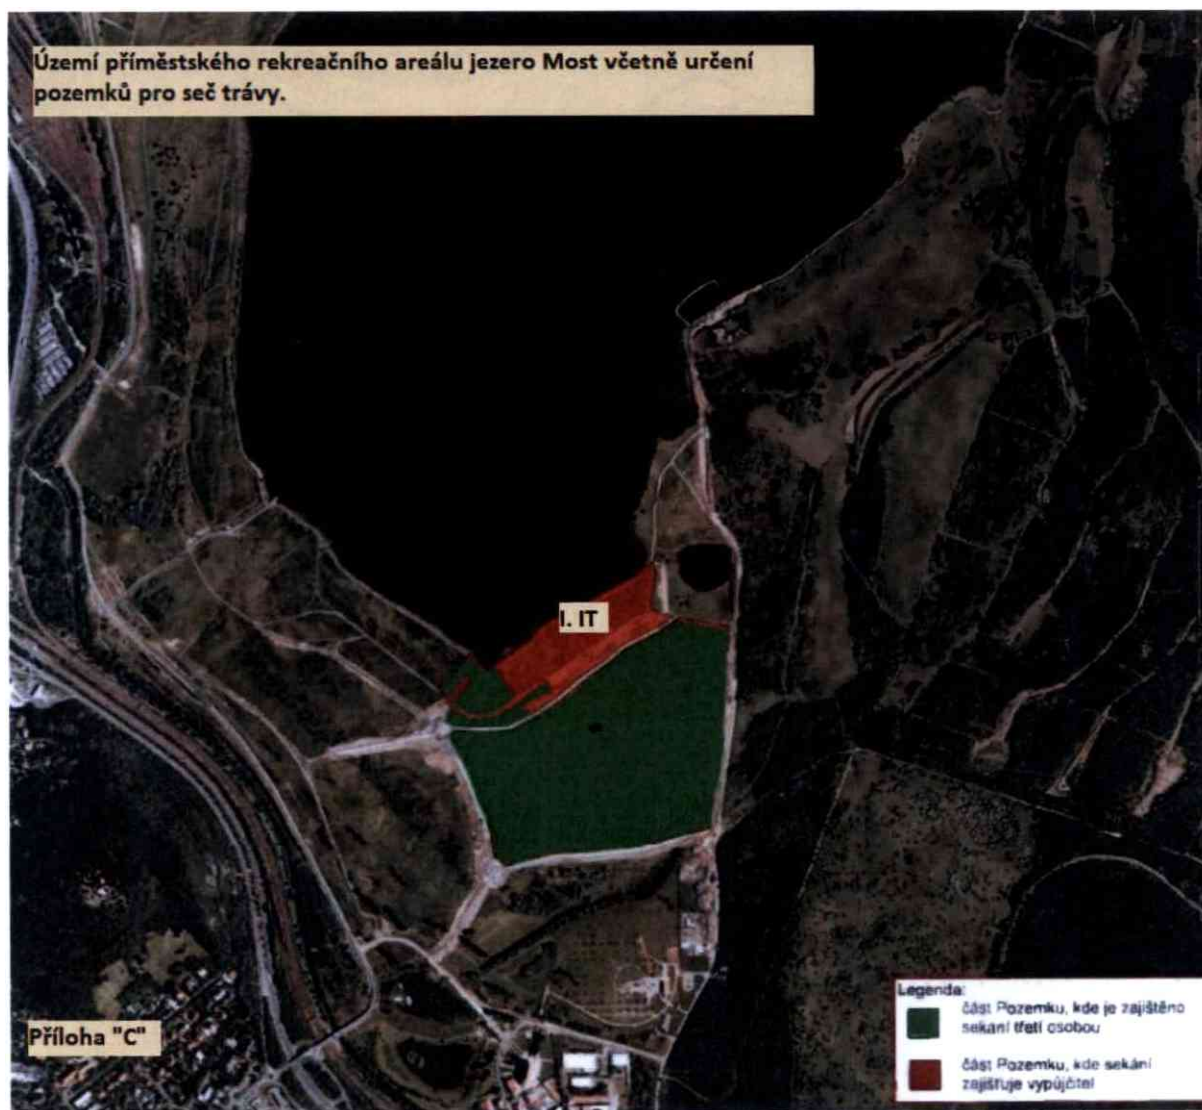 Území příměstského rekreačního areálu jezero Most včetně určení
pozemků pro seč trávy.
I. IT
Příloha "C"
Legenda:
část Pozemku, kde je zajištěno
sekání třetí osobou
část Pozemku, kde sekání
zajišťuje vypůjčitel